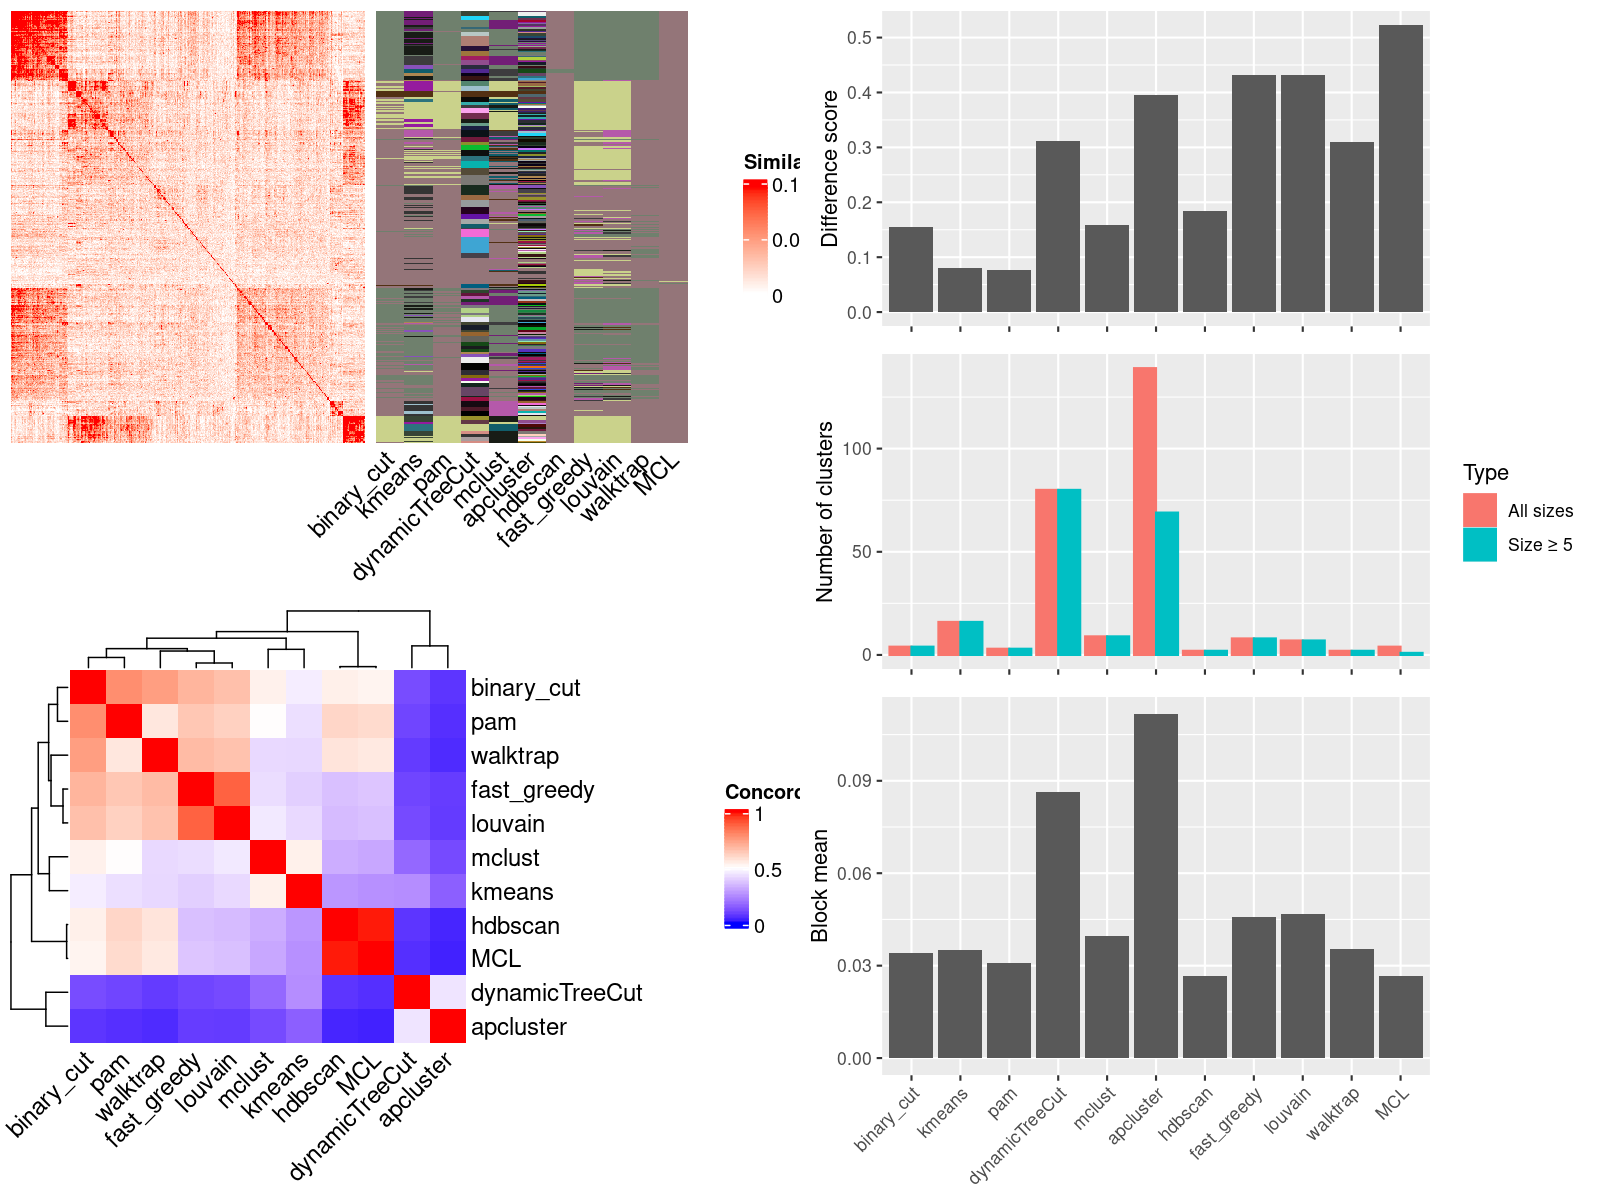 Simila
0.1
0.0
0
binary_cut
kmeans
pam
dynamicTreeCut
mclust
apcluster
hdbscan
fast_greedy
louvain
walktrap
MCL
binary_cut
pam
walktrap
fast_greedy
louvain
mclust
kmeans
hdbscan
MCL
dynamicTreeCut
apcluster
binary_cut
pam
walktrap
fast_greedy
louvain
mclust
kmeans
hdbscan
MCL
dynamicTreeCut
apcluster
Concord
1
0.5
0
Difference score
0.5
0.4
0.3
0.2
0.1
0.0
Number of clusters
100
50
0
Type
All sizes
Size ≥ 5
Block mean
0.09
0.06
0.03
0.00
binary_cut
kmeans
pam
dynamicTreeCut
mclust
apcluster
hdbscan
fast_greedy
louvain
walktrap
MCL